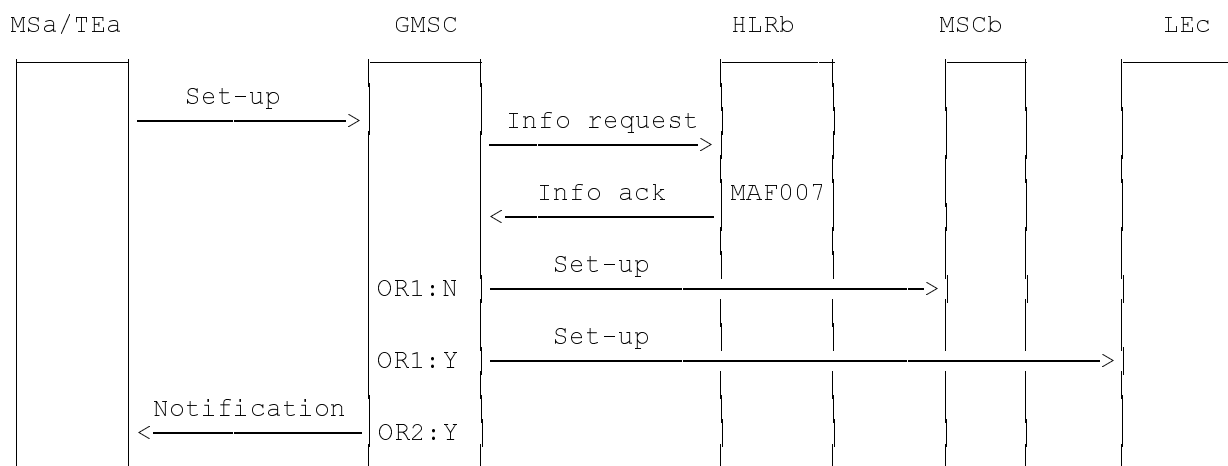 MSa/TEa GMSC HLRb MSCb LEc
Set-up
Info request
Info ack MAF007
Set-up
OR1:N
Set-up
OR1:Y
Notification
OR2:Y